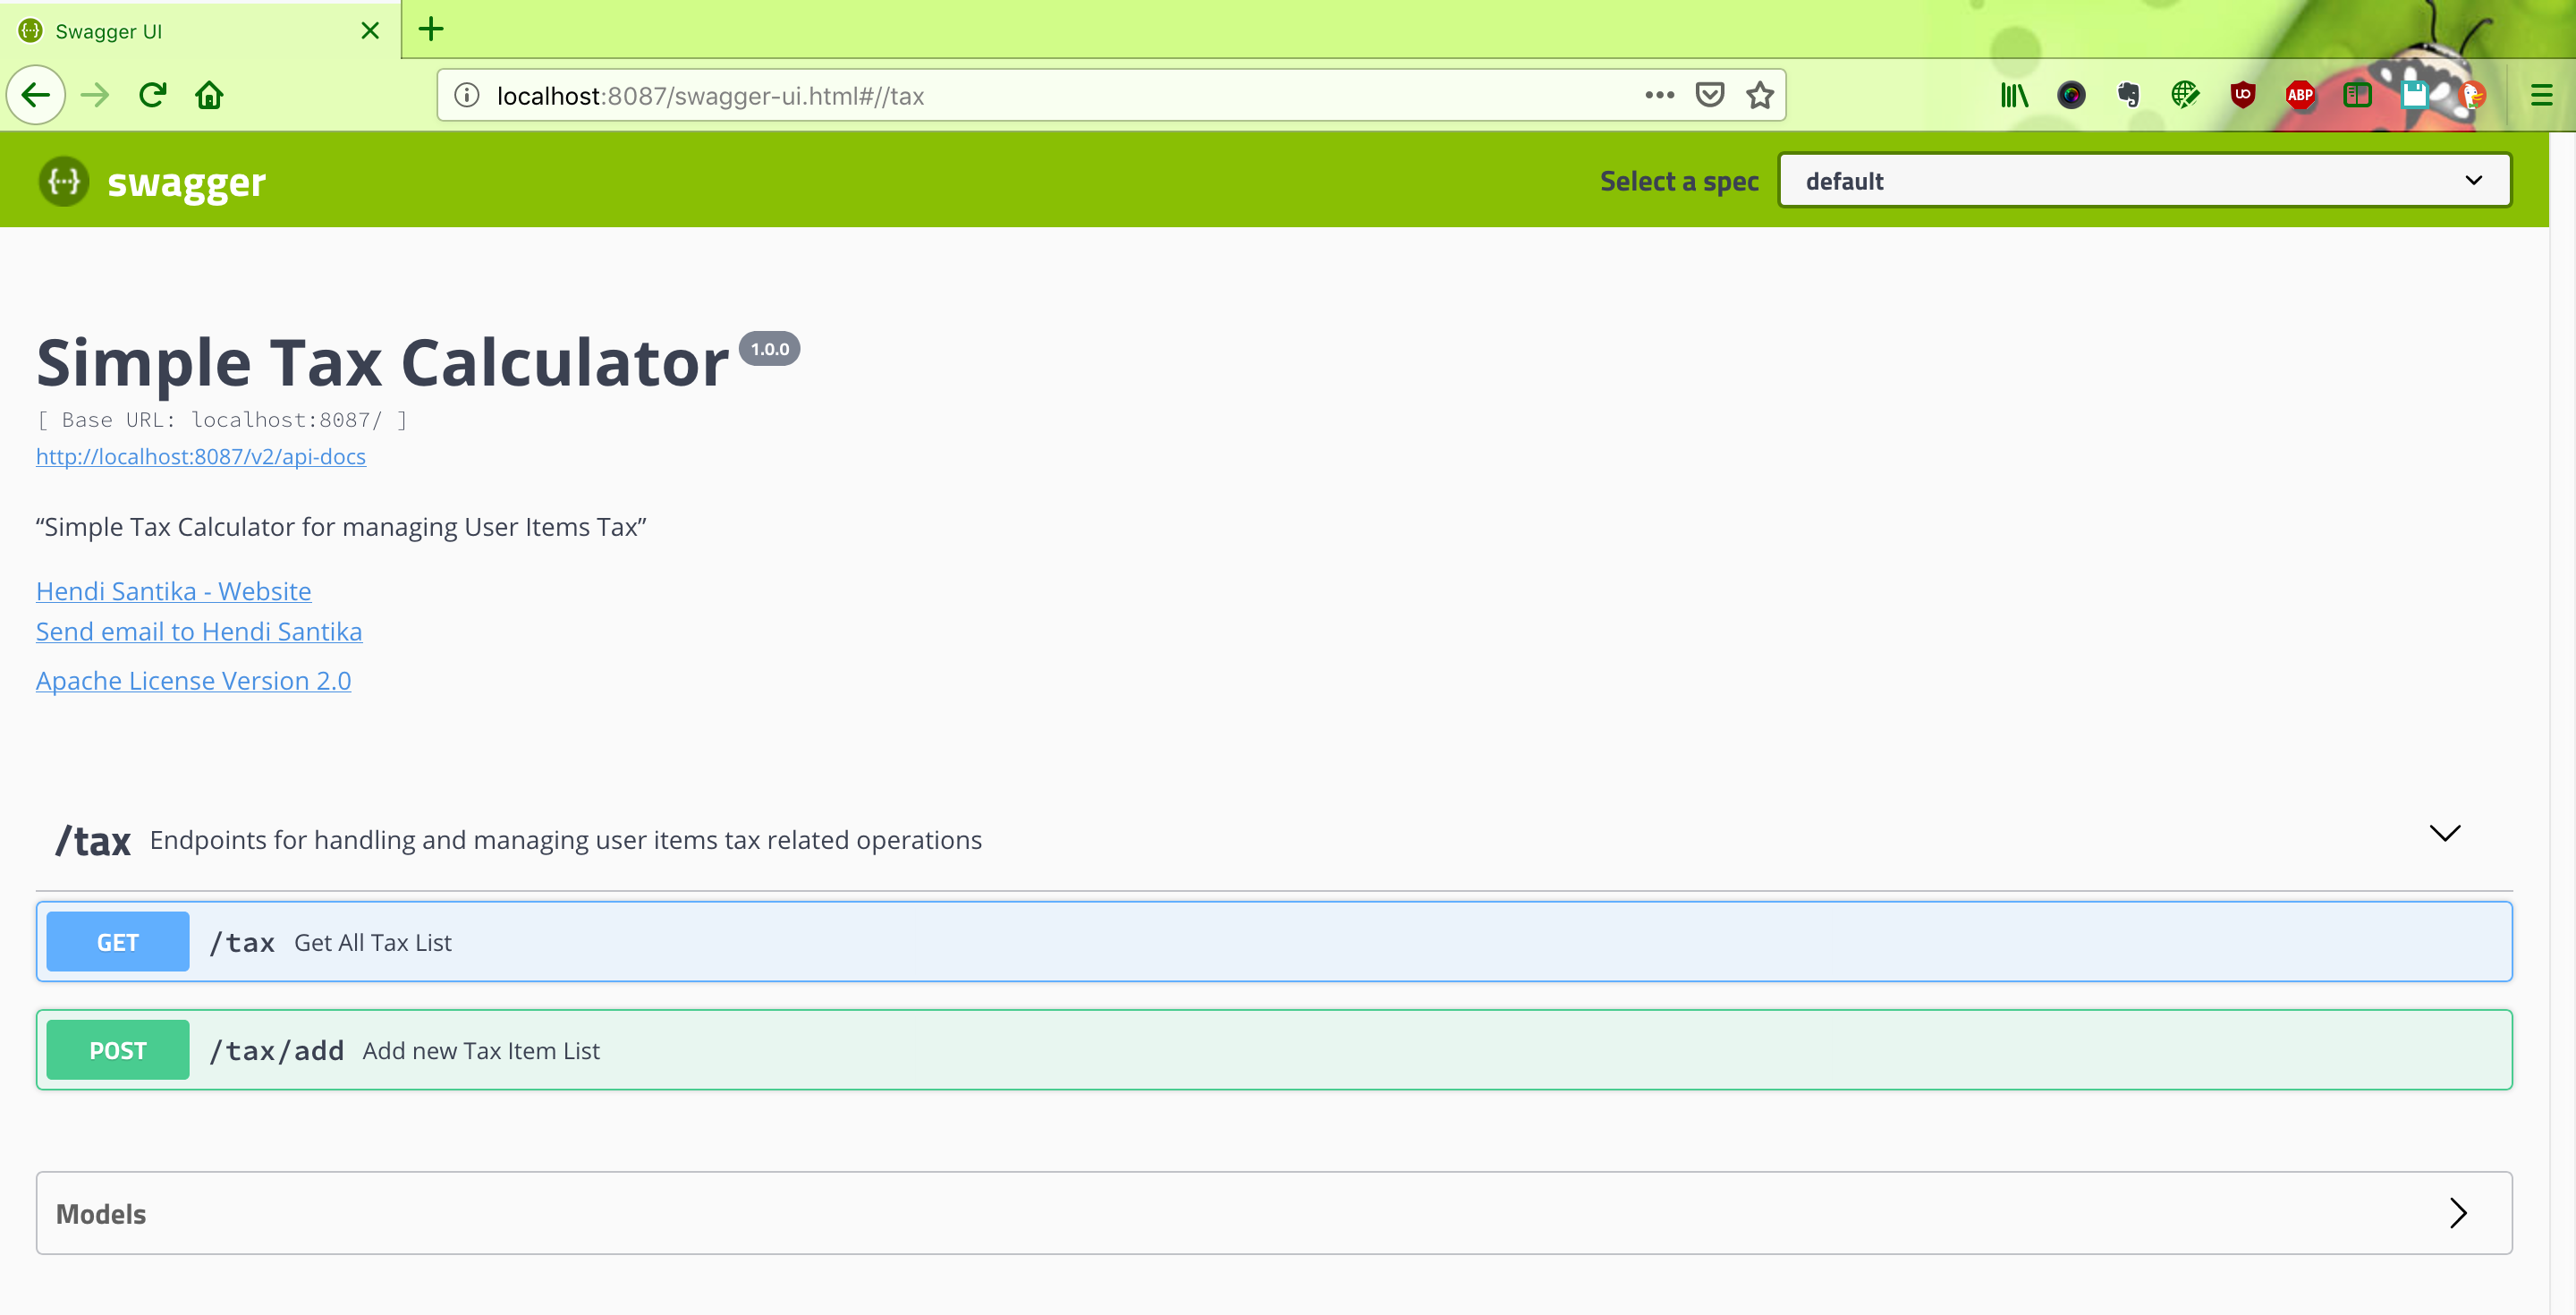 Swagger UI
localhost:8087/swagger-ui.html#//tax
UO
ABP
{···} swagger
Select a spec
default
Simple Tax Calculator 1.0.0
[ Base URL: localhost:8087/ ]
http://localhost:8087/v2/api-docs
“Simple Tax Calculator for managing User Items Tax”
Hendi Santika - Website
Send email to Hendi Santika
Apache License Version 2.0
/tax Endpoints for handling and managing user items tax related operations
GET /tax Get All Tax List
POST /tax/add Add new Tax Item List
Models